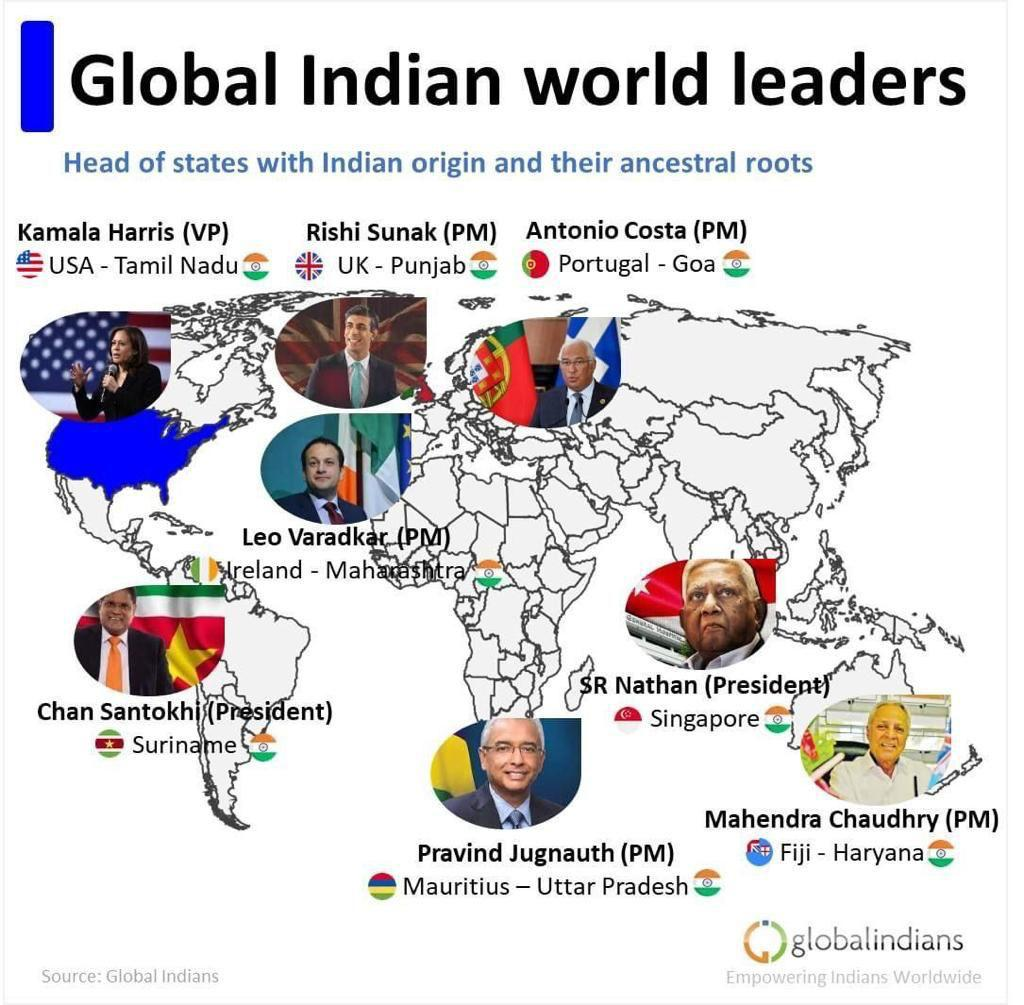 Global Indian world leaders
Head of states with Indian origin and their ancestral roots
Kamala Harris (VP)
USA - Tamil Nadu
Rishi Sunak (PM)
UK - Punjab
Antonio Costa (PM)
Portugal - Goa
Leo Varadkar (PM)
Ireland - Maharashtra
Chan Santokhi (President)
Suriname
SR Nathan (President)
Singapore
Pravind Jugnauth (PM)
Mauritius – Uttar Pradesh
Mahendra Chaudhry (PM)
Fiji - Haryana
globalindians
Empowering Indians Worldwide
Source: Global Indians